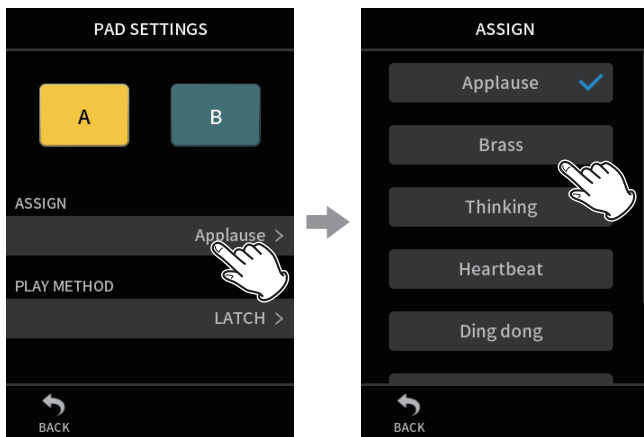 PAD SETTINGS
A
B
ASSIGN
Applause >
PLAY METHOD
LATCH >
BACK
ASSIGN
Applause
Brass
Thinking
Heartbeat
Ding dong
BACK